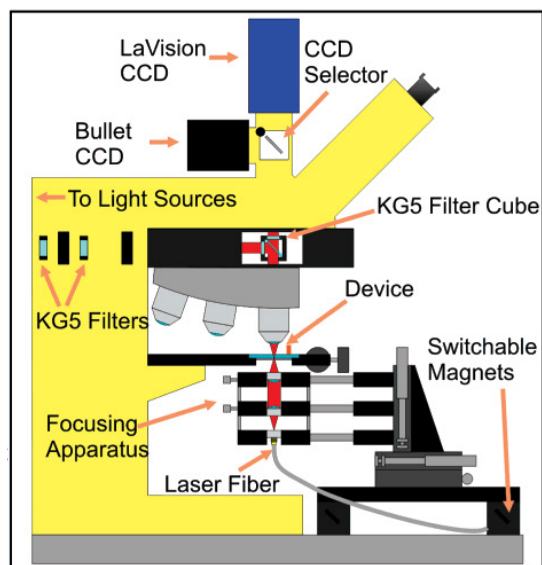 LaVision
CCD
CCD
Selector
Bullet
CCD
To Light Sources
KG5 Filter Cube
KG5 Filters
Device
Switchable
Magnets
Focusing
Apparatus
Laser Fiber